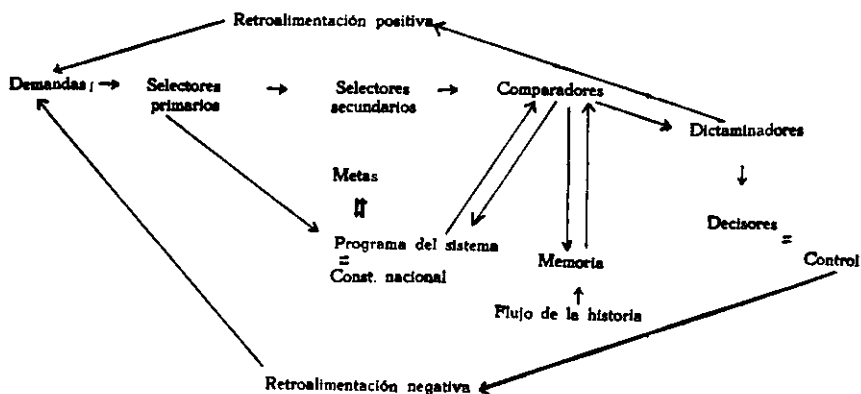 Retroalimentación positiva
Demandas
Selectores
primarios
Selectores
secundarios
Comparadores
Dictaminadores
Metas
Decisores
=
Programa del sistema
=
Const. nacional
Memoria
Control
Flujo de la historia
Retroalimentación negativa